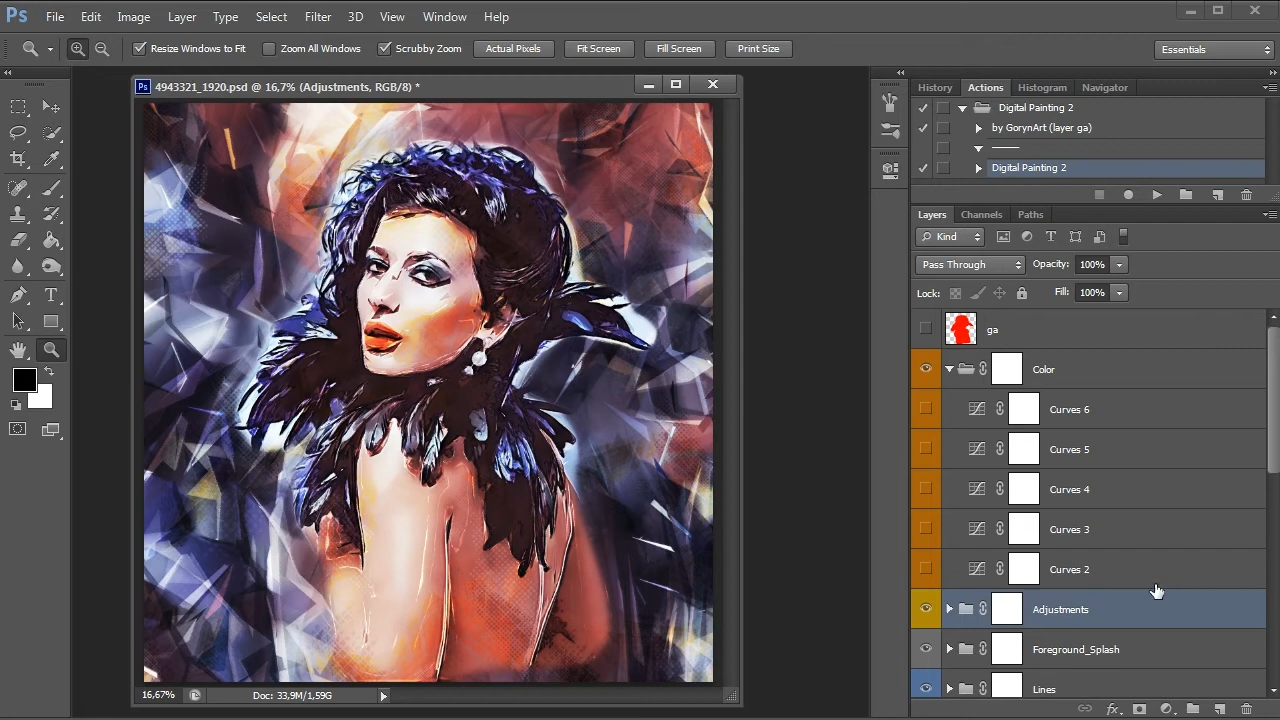 Ps File Edit Image Layer Type Select Filter 3D View Window Help
Resize Windows to Fit Zoom All Windows Scrubby Zoom Actual Pixels Fit Screen Fill Screen Print Size Essentials
Ps 4943321_1920.psd @ 16,7% (Adjustments, RGB/8) *
History Actions Histogram Navigator
Digital Painting 2
by GorynArt (layer ga)
Digital Painting 2
Layers Channels Paths
Kind
Pass Through Opacity: 100%
Lock: Fill: 100%
ga
Color
Curves 6
Curves 5
Curves 4
Curves 3
Curves 2
Adjustments
Foreground_Splash
Lines
16,67% Doc: 33,9M/1,59G